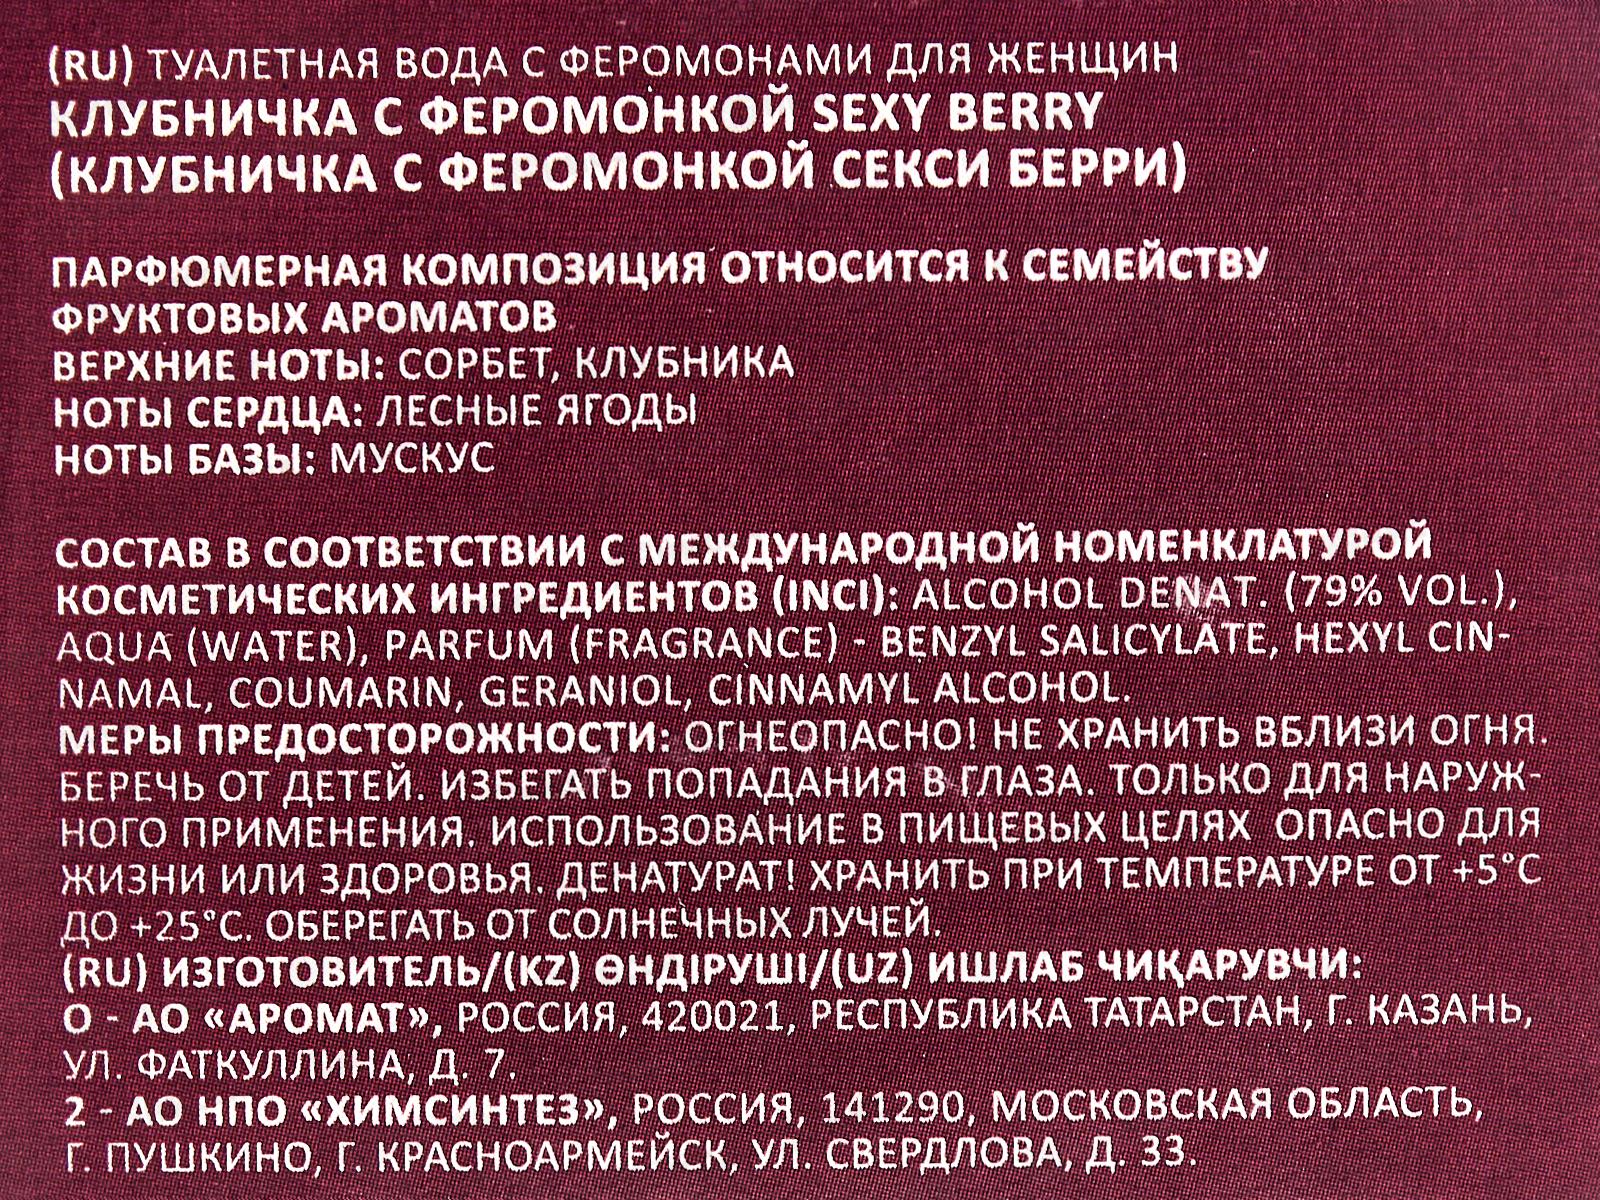 (RU) ТУАЛЕТНАЯ ВОДА С ФЕРОМОНАМИ ДЛЯ ЖЕНЩИН
КЛУБНИЧКА С ФЕРОМОНКОЙ SEXY BERRY
(КЛУБНИЧКА С ФЕРОМОНКОЙ СЕКСИ БЕРРИ)
ПАРФЮМЕРНАЯ КОМПОЗИЦИЯ ОТНОСИТСЯ К СЕМЕЙСТВУ
ФРУКТОВЫХ АРОМАТОВ
ВЕРХНИЕ НОТЫ: СОРБЕТ, КЛУБНИКА
НОТЫ СЕРДЦА: ЛЕСНЫЕ ЯГОДЫ
НОТЫ БАЗЫ: МУСКУС
СОСТАВ В СООТВЕТСТВИИ С МЕЖДУНАРОДНОЙ НОМЕНКЛАТУРОЙ
КОСМЕТИЧЕСКИХ ИНГРЕДИЕНТОВ (INCI): ALCOHOL DENAT. (79% VOL.),
AQUA (WATER), PARFUM (FRAGRANCE) - BENZYL SALICYLATE, HEXYL CIN-
NAMAL, COUMARIN, GERANIOL, CINNAMYL ALCOHOL.
МЕРЫ ПРЕДОСТОРОЖНОСТИ: ОГНЕОПАСНО! НЕ ХРАНИТЬ ВБЛИЗИ ОГНЯ.
БЕРЕЧЬ ОТ ДЕТЕЙ. ИЗБЕГАТЬ ПОПАДАНИЯ В ГЛАЗА. ТОЛЬКО ДЛЯ НАРУЖ-
НОГО ПРИМЕНЕНИЯ. ИСПОЛЬЗОВАНИЕ В ПИЩЕВЫХ ЦЕЛЯХ ОПАСНО ДЛЯ
ЖИЗНИ ИЛИ ЗДОРОВЬЯ. ДЕНАТУРАТ! ХРАНИТЬ ПРИ ТЕМПЕРАТУРЕ ОТ +5°C
ДО +25°C. ОБЕРЕГАТЬ ОТ СОЛНЕЧНЫХ ЛУЧЕЙ.
(RU) ИЗГОТОВИТЕЛЬ/(KZ) ӨНДІРУШІ/(UZ) ИШЛАБ ЧИҚАРУВЧИ:
О - АО «АРОМАТ», РОССИЯ, 420021, РЕСПУБЛИКА ТАТАРСТАН, Г. КАЗАНЬ,
УЛ. ФАТКУЛЛИНА, Д. 7.
2 - АО НПО «ХИМСИНТЕЗ», РОССИЯ, 141290, МОСКОВСКАЯ ОБЛАСТЬ,
Г. ПУШКИНО, Г. КРАСНОАРМЕЙСК, УЛ. СВЕРДЛОВА, Д. 33.